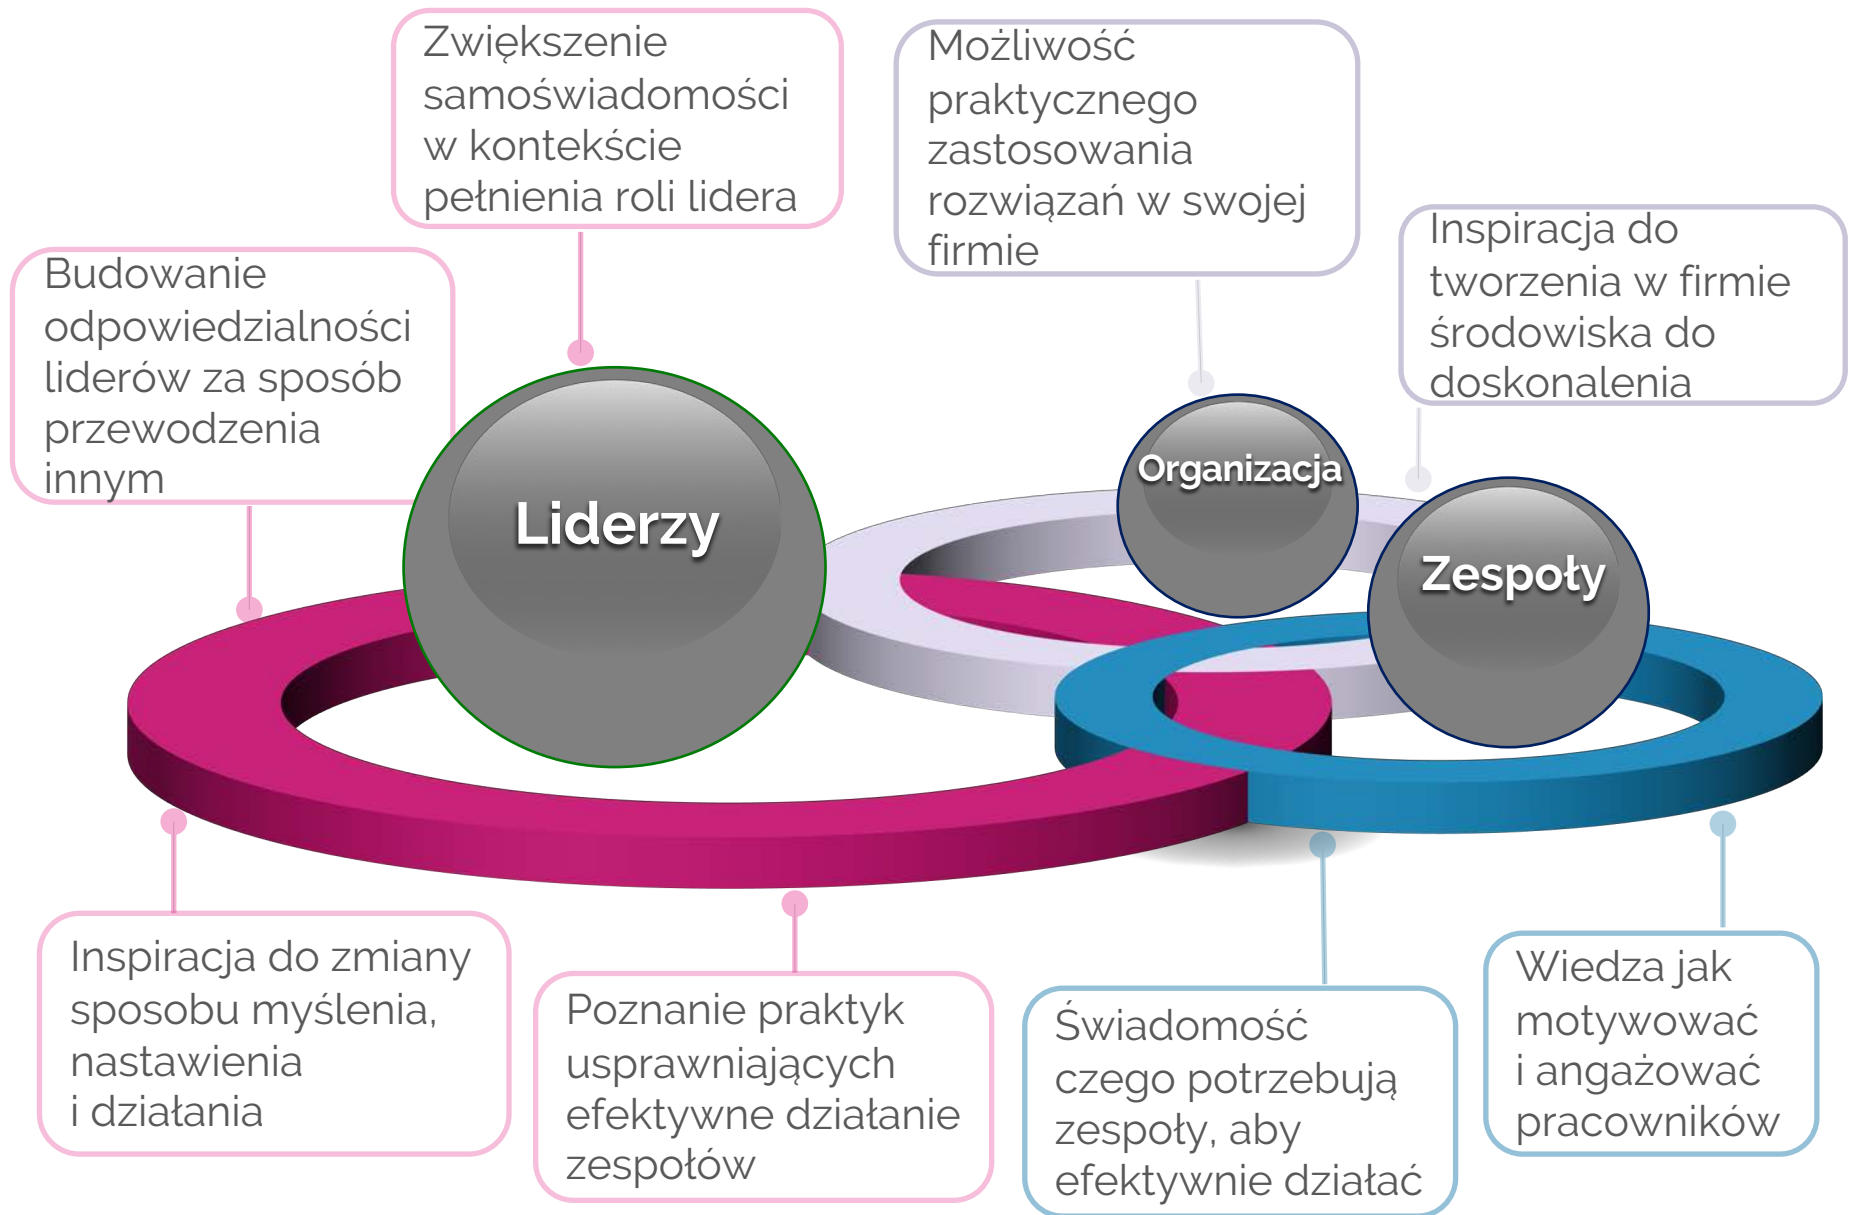 Zwiększenie
samoświadomości
w kontekście
pełnienia roli lidera
Możliwość
praktycznego
zastosowania
rozwiązań w swojej
firmie
Inspiracja do
tworzenia w firmie
środowiska do
doskonalenia
Budowanie
odpowiedzialności
liderów za sposób
przewodzenia
innym
Liderzy
Organizacja
Zespoły
Inspiracja do zmiany
sposobu myślenia,
nastawienia
i działania
Poznanie praktyk
usprawniających
efektywne działanie
zespołów
Świadomość
czego potrzebują
zespoły, aby
efektywnie działać
Wiedza jak
motywować
i angażować
pracowników